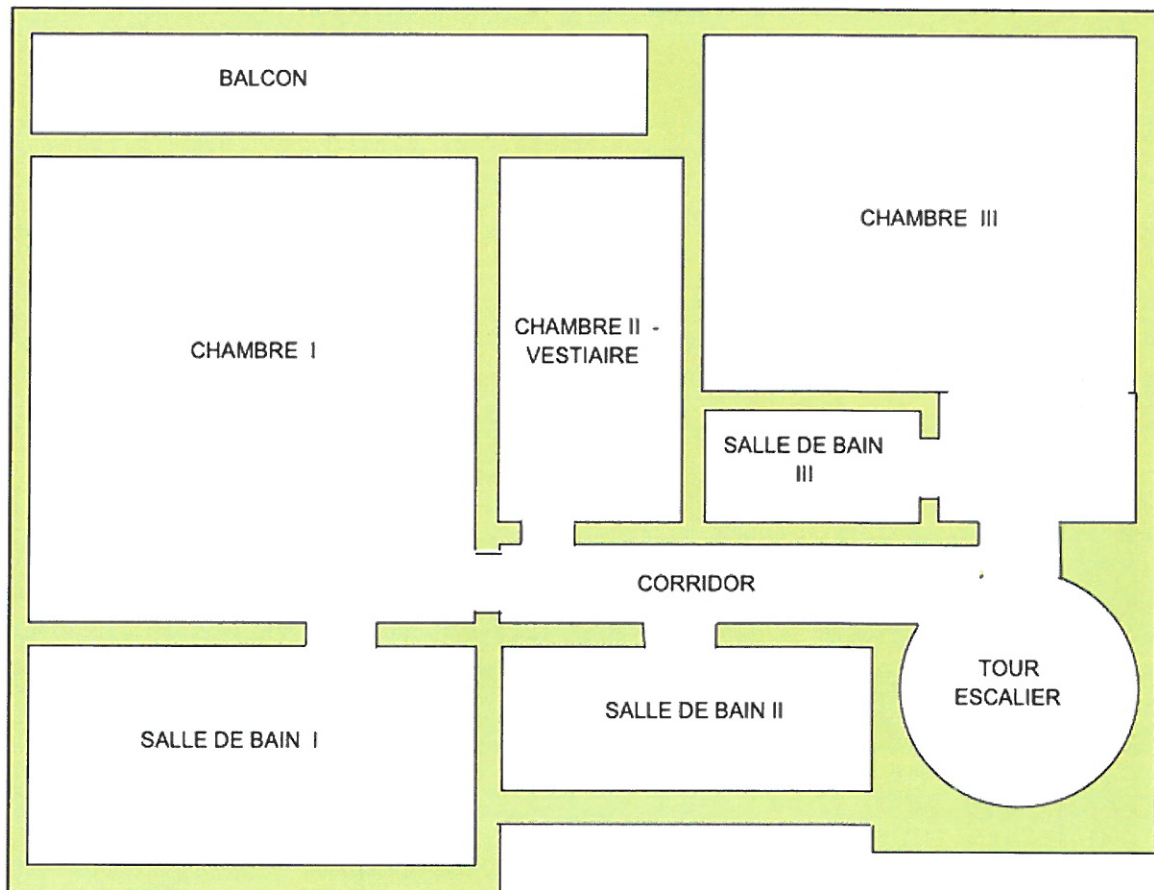 BALCON
CHAMBRE III
CHAMBRE I
CHAMBRE II -
VESTIAIRE
SALLE DE BAIN
III
CORRIDOR
TOUR
ESCALIER
SALLE DE BAIN I
SALLE DE BAIN II